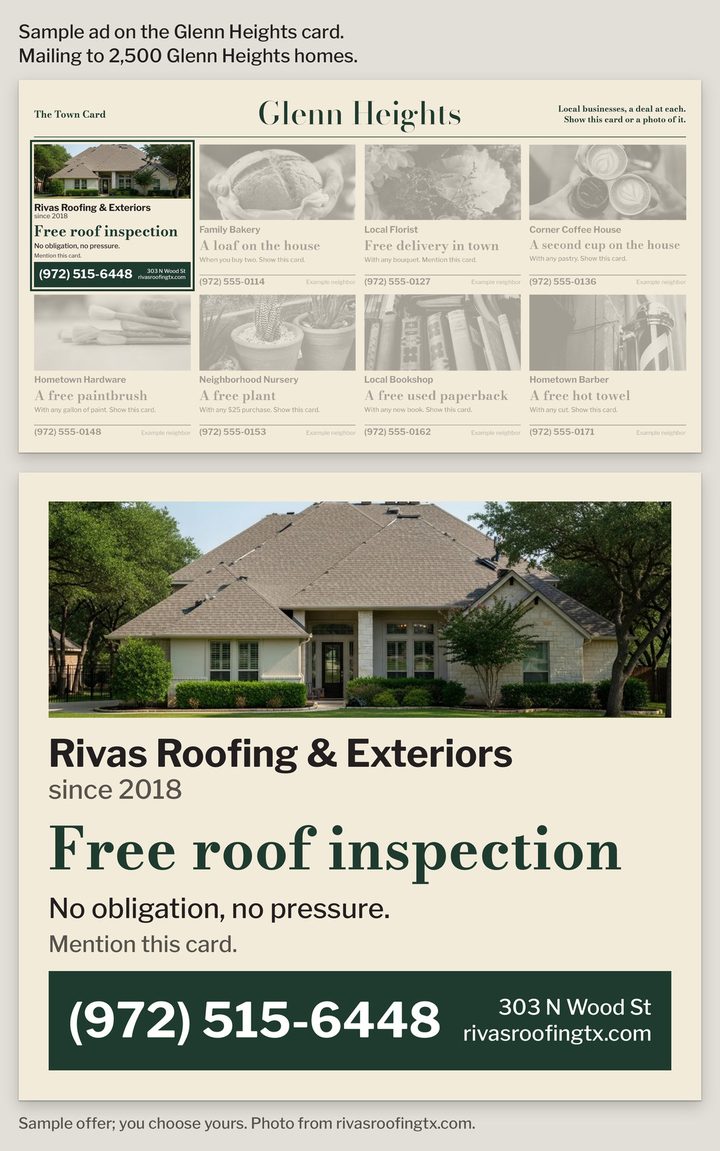 Sample ad on the Glenn Heights card.
Mailing to 2,500 Glenn Heights homes.
The Town Card
Glenn Heights
Local businesses, a deal at each.
Show this card or a photo of it.
Rivas Roofing & Exteriors
since 2018
Free roof inspection
No obligation, no pressure.
Mention this card.
(972) 515-6448
303 N Wood St
rivasroofingtx.com
Family Bakery
A loaf on the house
When you buy two. Show this card.
(972) 555-0114
Example neighbor
Local Florist
Free delivery in town
With any bouquet. Mention this card.
(972) 555-0127
Example neighbor
Corner Coffee House
A second cup on the house
With any pastry. Show this card.
(972) 555-0136
Example neighbor
Hometown Hardware
A free paintbrush
With any gallon of paint. Show this card.
(972) 555-0148
Example neighbor
Neighborhood Nursery
A free plant
With any $25 purchase. Show this card.
(972) 555-0153
Example neighbor
Local Bookshop
A free used paperback
With any new book. Show this card.
(972) 555-0162
Example neighbor
Hometown Barber
A free hot towel
With any cut. Show this card.
(972) 555-0171
Example neighbor
Rivas Roofing & Exteriors
since 2018
Free roof inspection
No obligation, no pressure.
Mention this card.
(972) 515-6448
303 N Wood St
rivasroofingtx.com
Sample offer; you choose yours. Photo from rivasroofingtx.com.